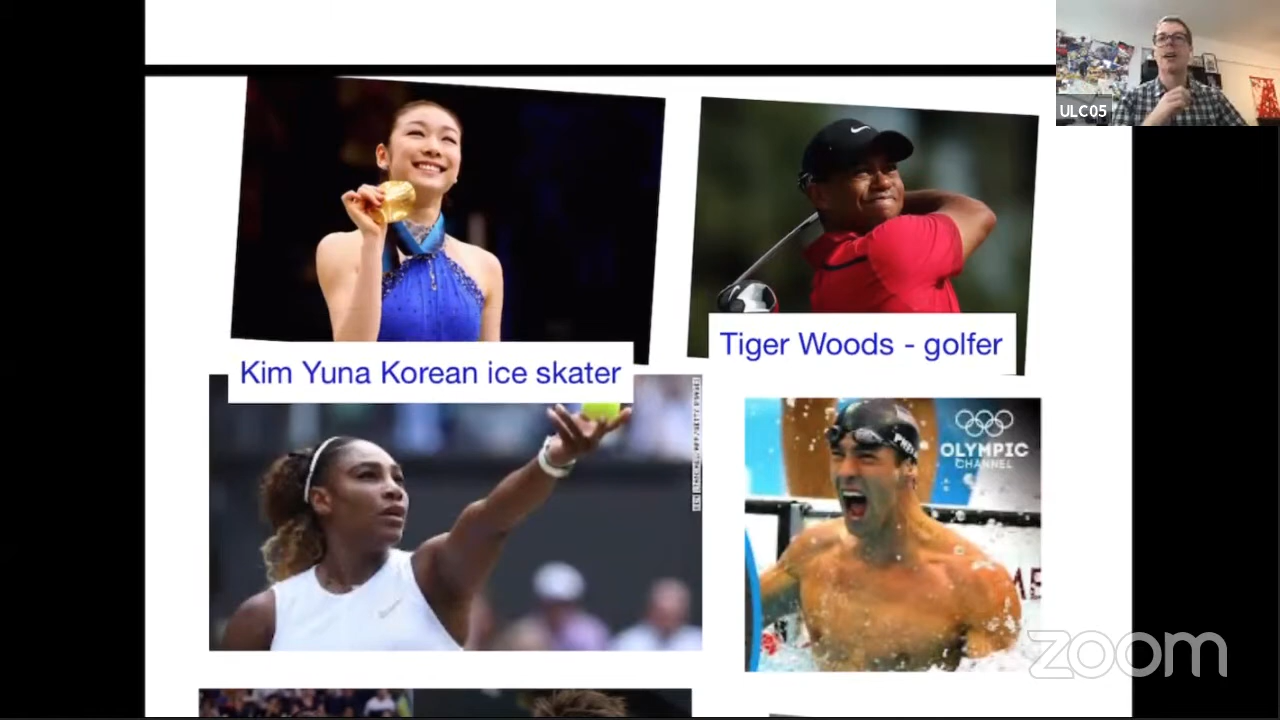 ULC05
Kim Yuna Korean ice skater
Tiger Woods - golfer
OLYMPIC
CHANNEL
zoom